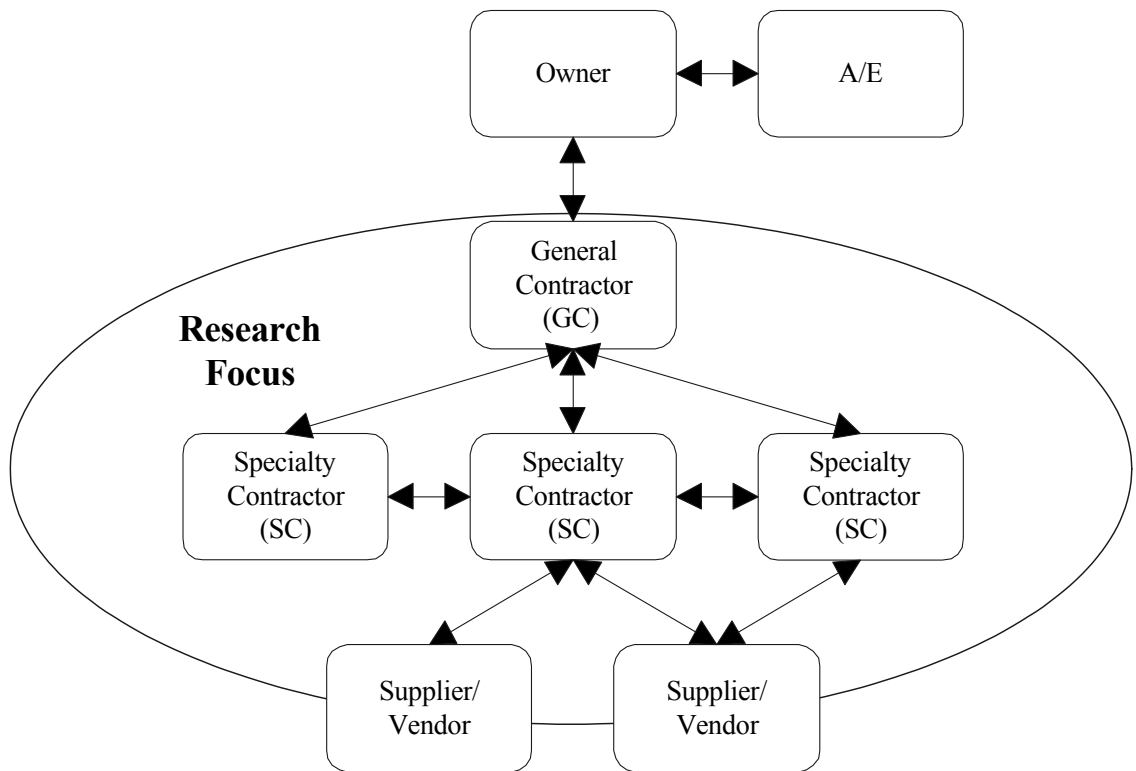 Owner
A/E
General
Contractor
(GC)
Research
Focus
Specialty
Contractor
(SC)
Specialty
Contractor
(SC)
Specialty
Contractor
(SC)
Supplier/
Vendor
Supplier/
Vendor